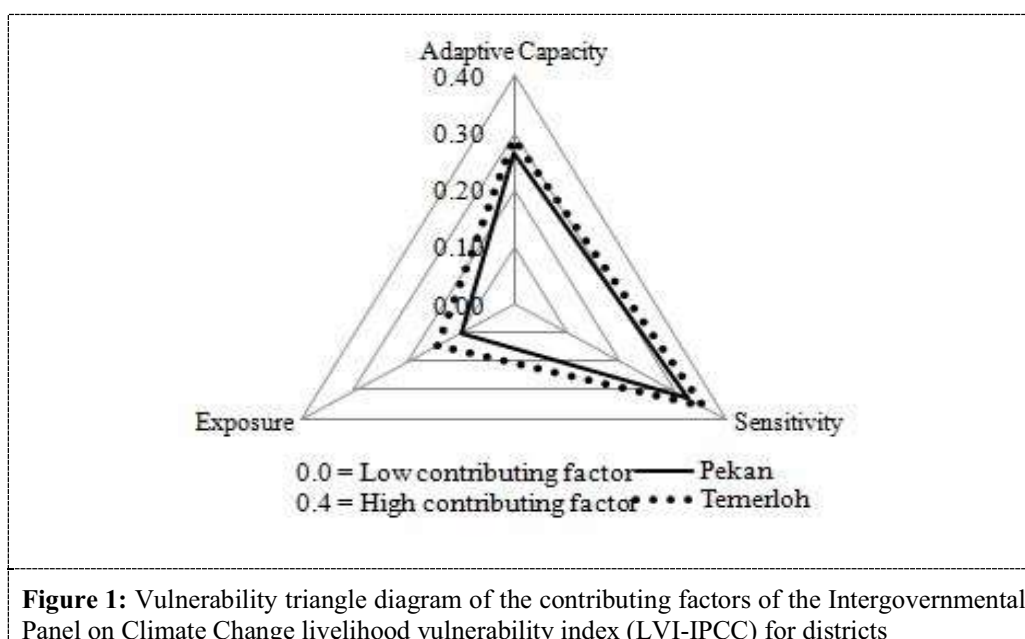 Adaptive Capacity
0.40
0.30
0.20
0.10
0.00
Exposure
Sensitivity
0.0 = Low contributing factor Pekan
0.4 = High contributing factor Temerloh
Figure 1: Vulnerability triangle diagram of the contributing factors of the Intergovernmental
Panel on Climate Change livelihood vulnerability index (LVI-IPCC) for districts